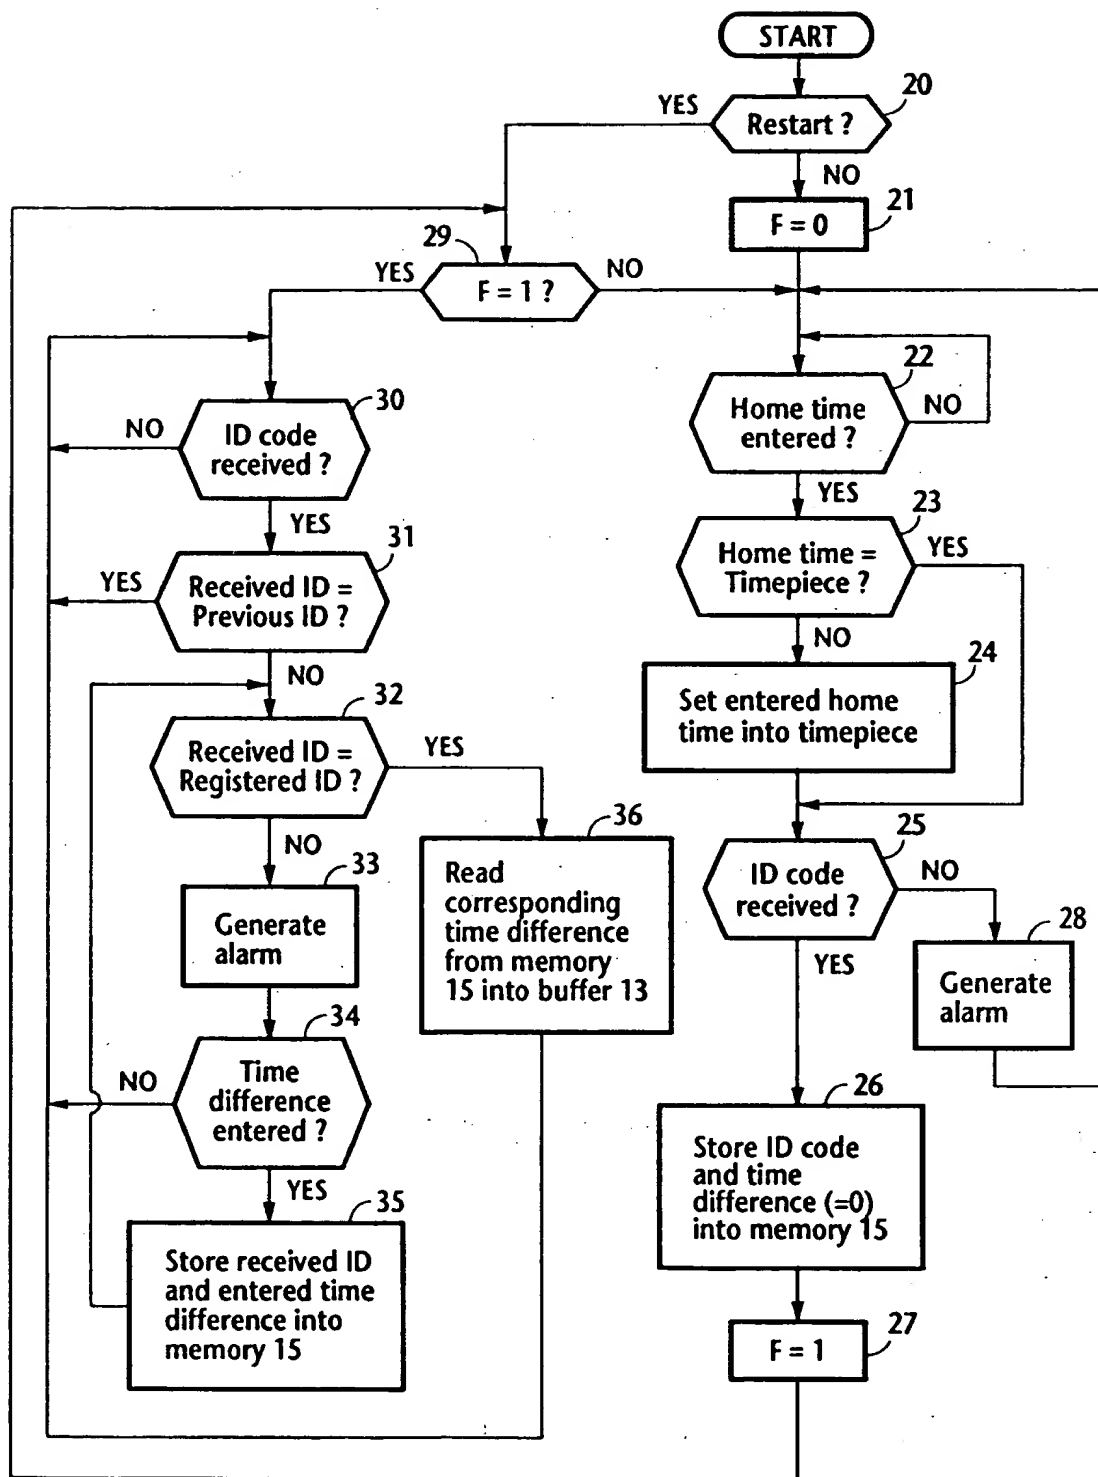 START
20
YES
Restart ?
NO
21
F = 0
29
YES
F = 1 ?
NO
22
Home time
entered ?
NO
YES
23
Home time =
Timepiece ?
YES
NO
24
Set entered home
time into timepiece
25
ID code
received ?
NO
YES
28
Generate
alarm
26
Store ID code
and time
difference (=0)
into memory 15
27
F = 1
30
NO
ID code
received ?
YES
31
YES
Received ID =
Previous ID ?
NO
32
Received ID =
Registered ID ?
YES
NO
36
Read
corresponding
time difference
from memory
15 into buffer 13
33
Generate
alarm
34
NO
Time
difference
entered ?
YES
35
Store received ID
and entered time
difference into
memory 15